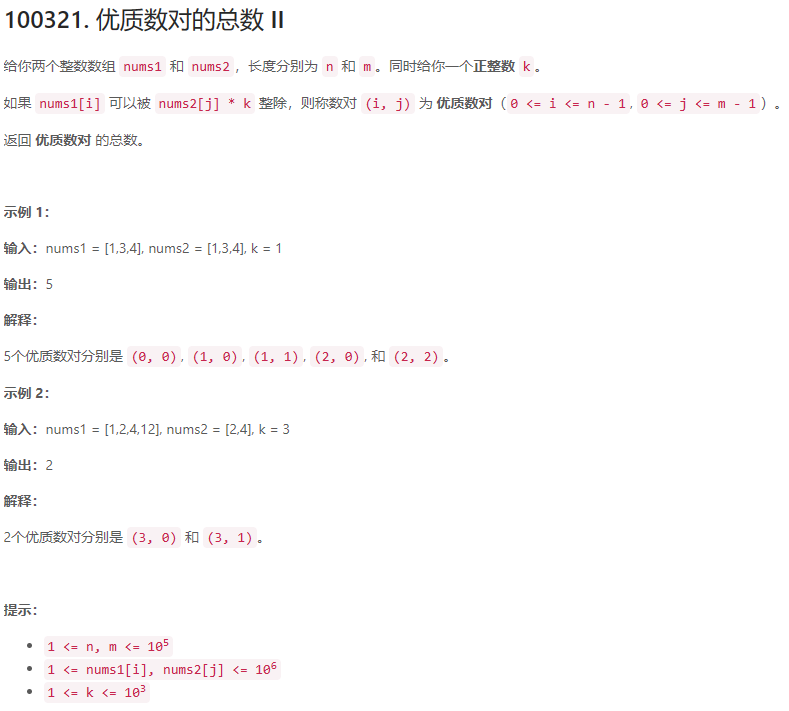 100321. 优质数对的总数 II
给你两个整数数组 nums1 和 nums2，长度分别为 n 和 m。同时给你一个正整数 k。
如果 nums1[i] 可以被 nums2[j] * k 整除，则称数对 (i, j) 为 优质数对（0 <= i <= n - 1, 0 <= j <= m - 1）。
返回 优质数对 的总数。
示例 1：
输入：nums1 = [1,3,4], nums2 = [1,3,4], k = 1
输出：5
解释：
5个优质数对分别是 (0, 0), (1, 0), (1, 1), (2, 0), 和 (2, 2)。
示例 2：
输入：nums1 = [1,2,4,12], nums2 = [2,4], k = 3
输出：2
解释：
2个优质数对分别是 (3, 0) 和 (3, 1)。
提示：
1 <= n, m <= 10⁵
1 <= nums1[i], nums2[j] <= 10⁶
1 <= k <= 10³